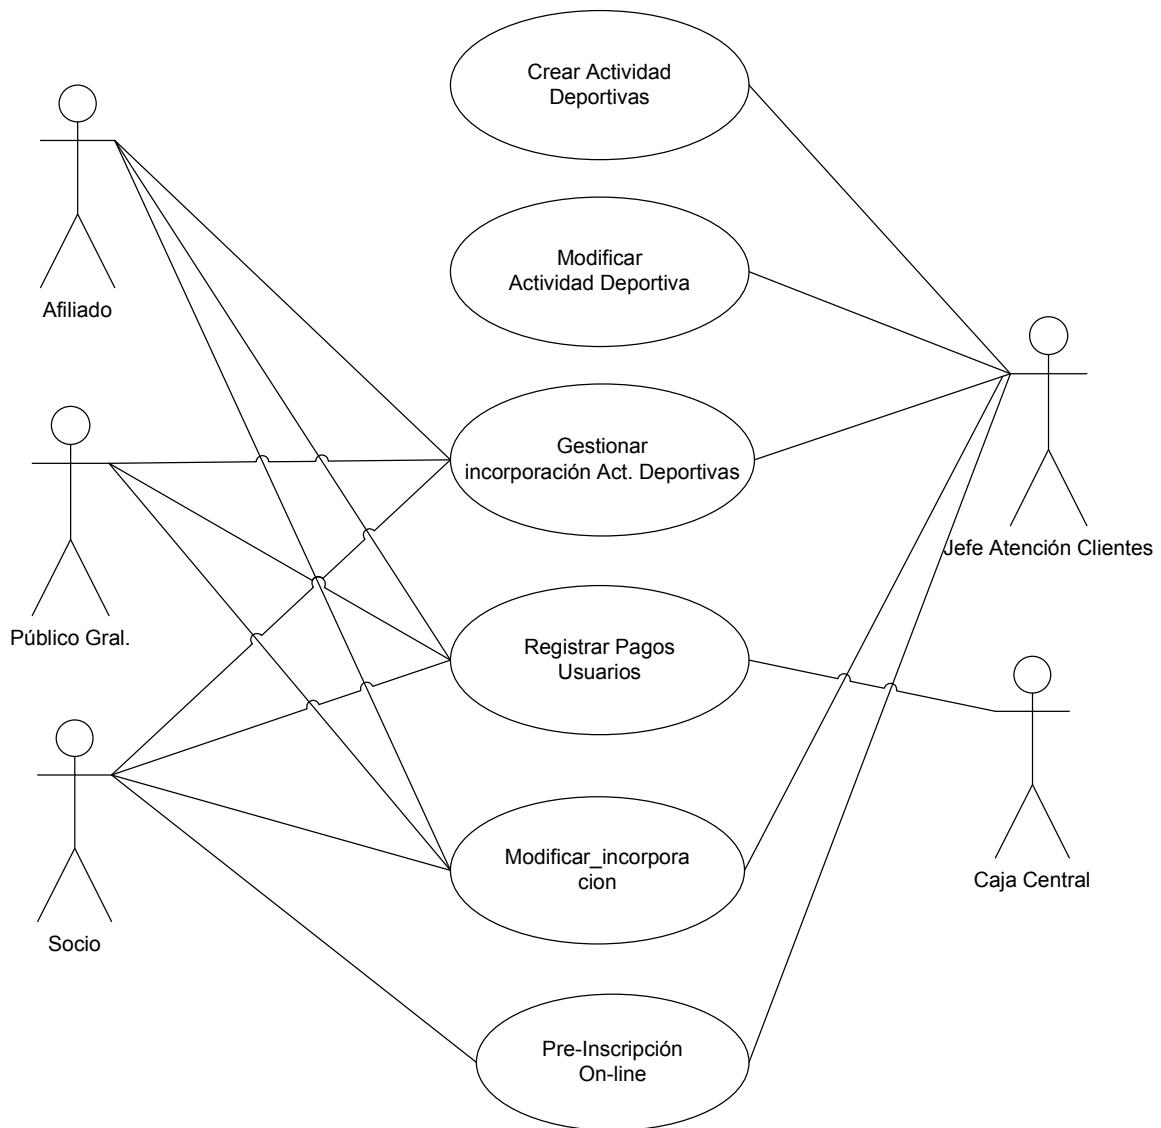 Crear Actividad
Deportivas
Afiliado
Modificar
Actividad Deportiva
Gestionar
incorporación Act. Deportivas
Jefe Atención Clientes
Público Gral.
Registrar Pagos
Usuarios
Modificar_incorpora
cion
Caja Central
Socio
Pre-Inscripción
On-line